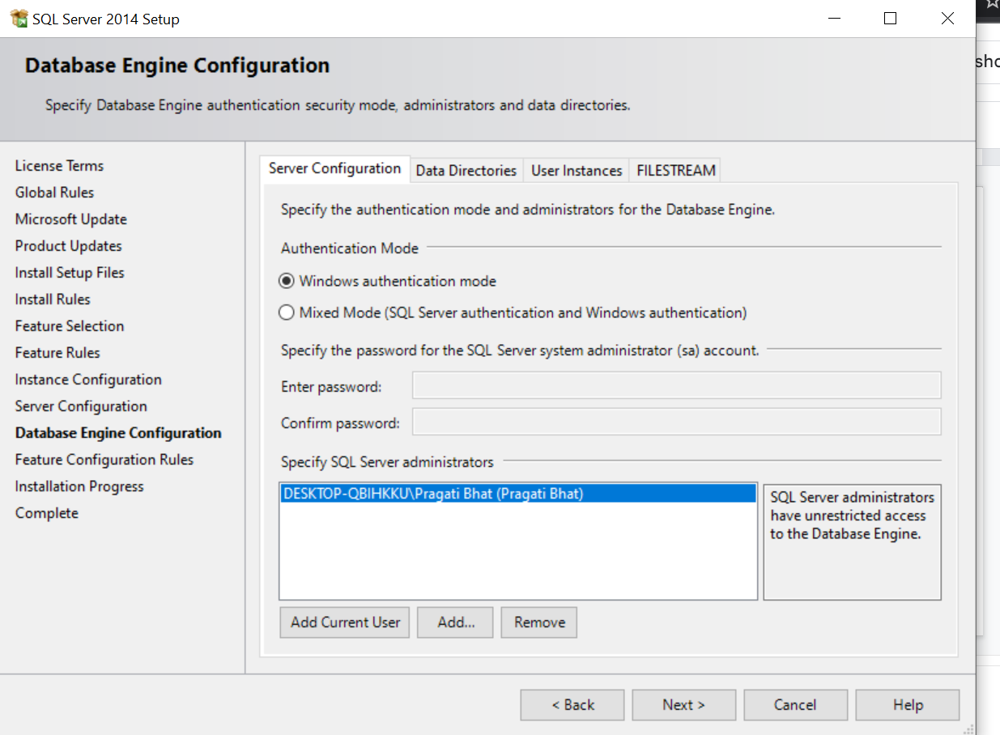 SQL Server 2014 Setup
Database Engine Configuration
Specify Database Engine authentication security mode, administrators and data directories.
License Terms
Global Rules
Microsoft Update
Product Updates
Install Setup Files
Install Rules
Feature Selection
Feature Rules
Instance Configuration
Server Configuration
Database Engine Configuration
Feature Configuration Rules
Installation Progress
Complete
Server Configuration Data Directories User Instances FILESTREAM
Specify the authentication mode and administrators for the Database Engine.
Authentication Mode
Windows authentication mode
Mixed Mode (SQL Server authentication and Windows authentication)
Specify the password for the SQL Server system administrator (sa) account.
Enter password:
Confirm password:
Specify SQL Server administrators
DESKTOP-QBIHKKU\Pragati Bhat (Pragati Bhat)
SQL Server administrators
have unrestricted access
to the Database Engine.
Add Current User Add... Remove
< Back Next > Cancel Help